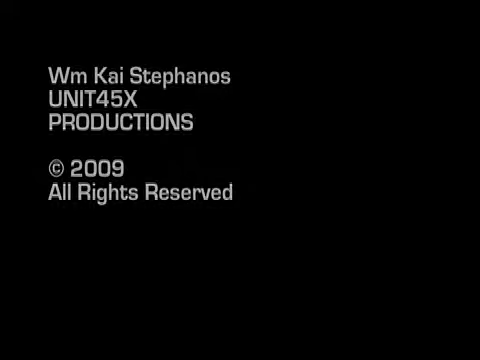 Wm Kai Stephanos
UNIT45X
PRODUCTIONS
© 2009
All Rights Reserved